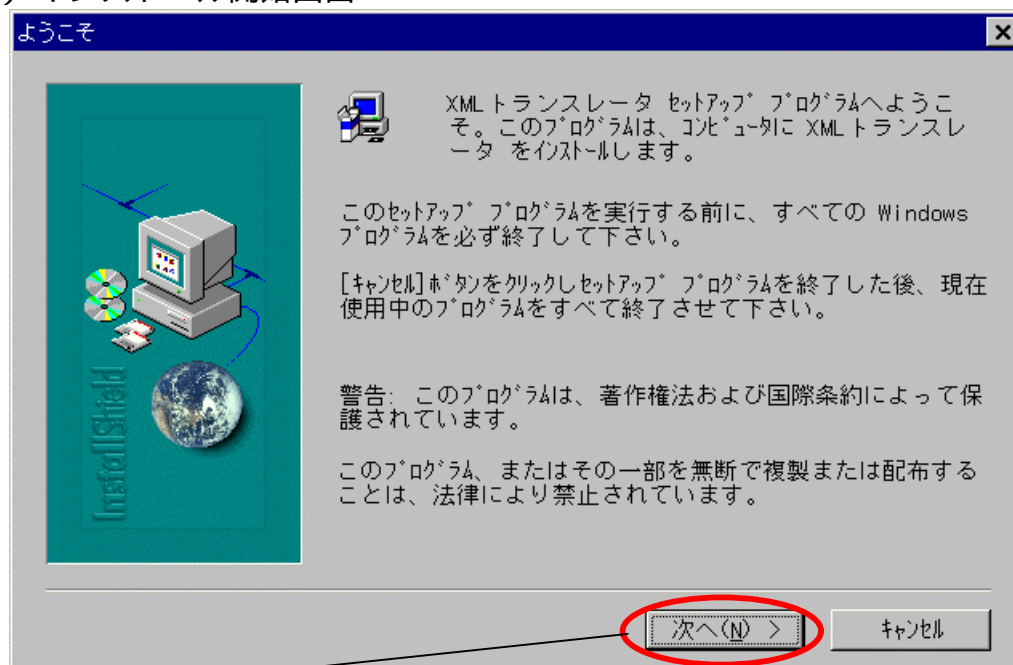 ようこそ
XMLトランスレータ ｾｯﾄｱｯﾌﾟ ﾌﾟﾛｸﾞﾗﾑへようこ
そ。このﾌﾟﾛｸﾞﾗﾑは、ｺﾝﾋﾟｭｰﾀに XMLトランスレ
ータ をｲﾝｽﾄｰﾙします。
このｾｯﾄｱｯﾌﾟ ﾌﾟﾛｸﾞﾗﾑを実行する前に、すべての Windows
ﾌﾟﾛｸﾞﾗﾑを必ず終了して下さい。
[ｷｬﾝｾﾙ]ﾎﾞﾀﾝをｸﾘｯｸしｾｯﾄｱｯﾌﾟ ﾌﾟﾛｸﾞﾗﾑを終了した後、現在
使用中のﾌﾟﾛｸﾞﾗﾑをすべて終了させて下さい。
警告: このﾌﾟﾛｸﾞﾗﾑは、著作権法および国際条約によって保
護されています。
このﾌﾟﾛｸﾞﾗﾑ、またはその一部を無断で複製または配布する
ことは、法律により禁止されています。
InstallShield
次へ(N) >
ｷｬﾝｾﾙ